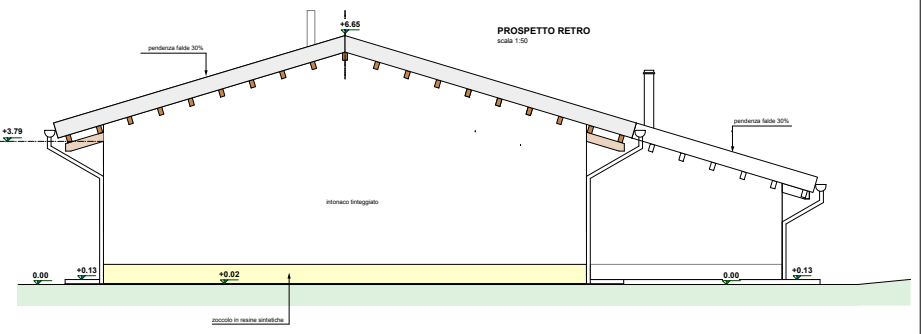 +6.65
PROSPETTO RETRO
scala 1:50
pendenza falde 30%
pendenza falde 30%
+3.79
intonaco tinteggiato
0.00
+0.13
+0.02
0.00
+0.13
zoccolo in resine sintetiche